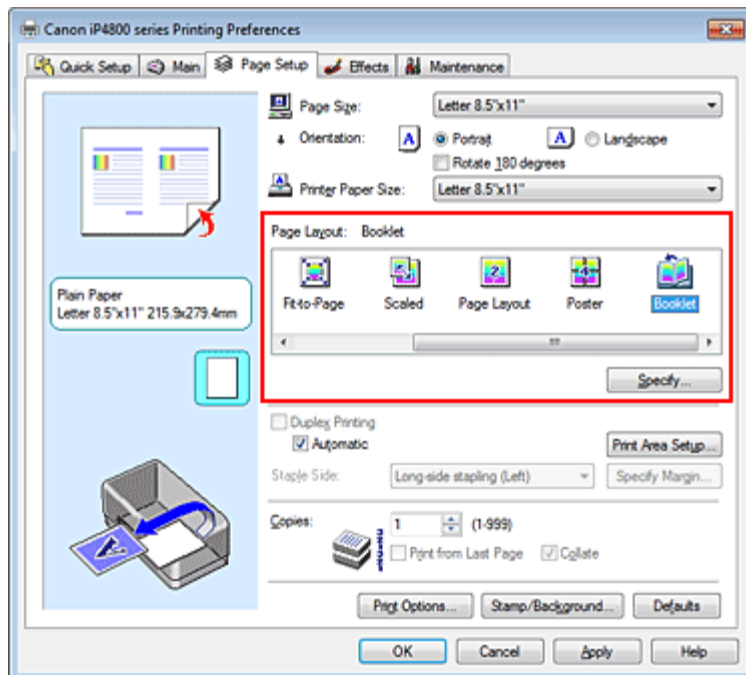 Canon iP4800 series Printing Preferences
Quick Setup Main Page Setup Effects Maintenance
Page Size: Letter 8.5"x11"
Orientation: A Portrait A Landscape
Rotate 180 degrees
Printer Paper Size: Letter 8.5"x11"
Page Layout: Booklet
Fit-to-Page Scaled Page Layout Poster Booklet
Plain Paper
Letter 8.5"x11" 215.9x279.4mm
Specify...
Duplex Printing
Automatic
Print Area Setup...
Staple Side: Long-side stapling (Left) Specify Margin...
Copies: 1 (1-999)
Print from Last Page Collate
Print Options... Stamp/Background... Defaults
OK Cancel Apply Help